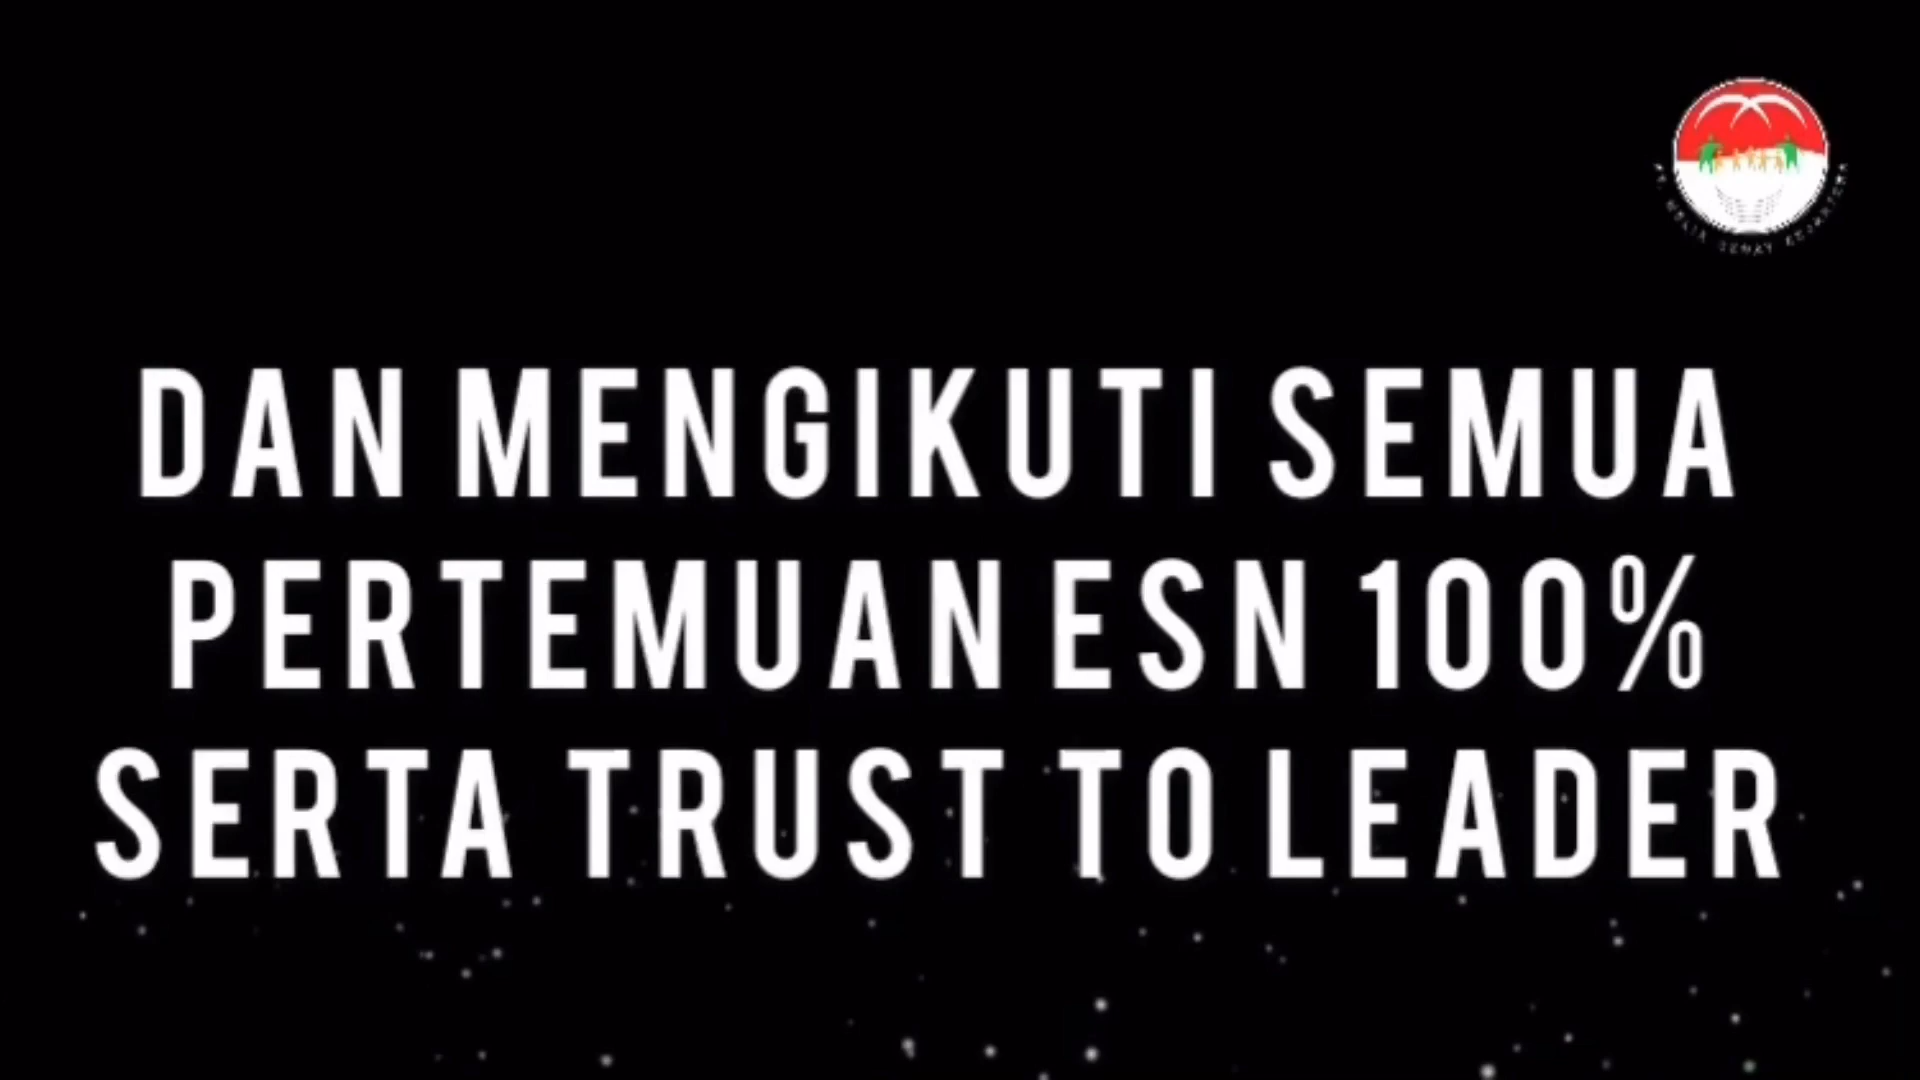 DAN MENGIKUTI SEMUA
PERTEMUAN ESN 100%
SERTA TRUST TO LEADER